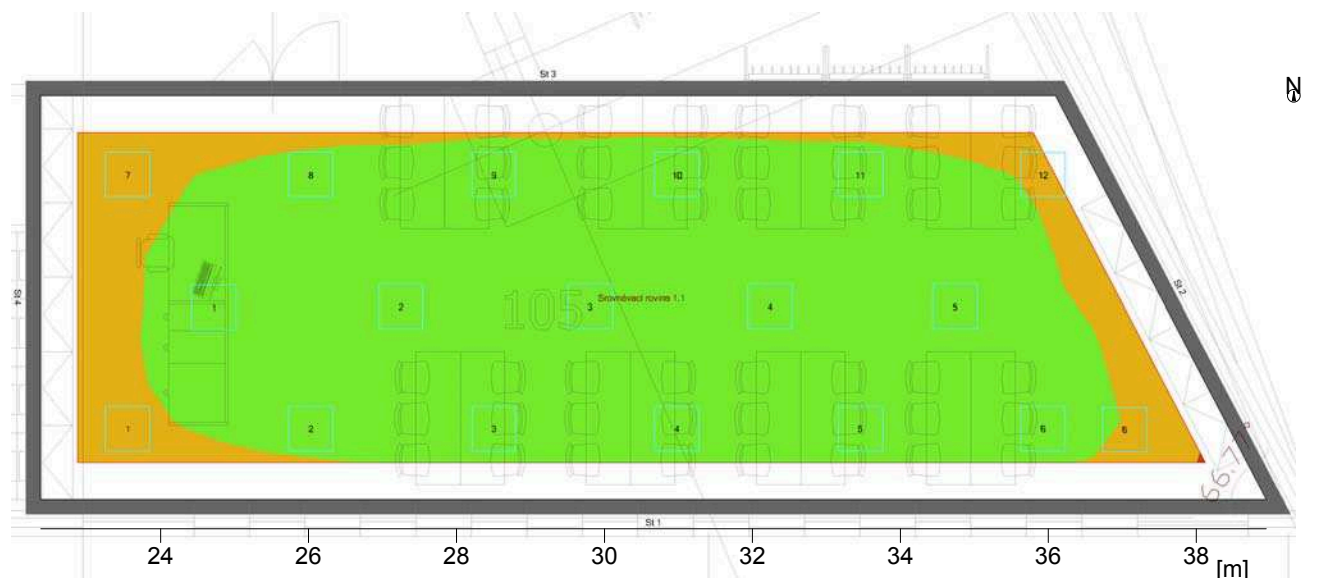 St 3
N
7 8 9 10 11 12
St 4
1 2 3 4 5
105
Srovnávací rovina 1.1
St 2
1 2 3 4 5 6 6
66.77°
St 1
24 26 28 30 32 34 36 38 [m]